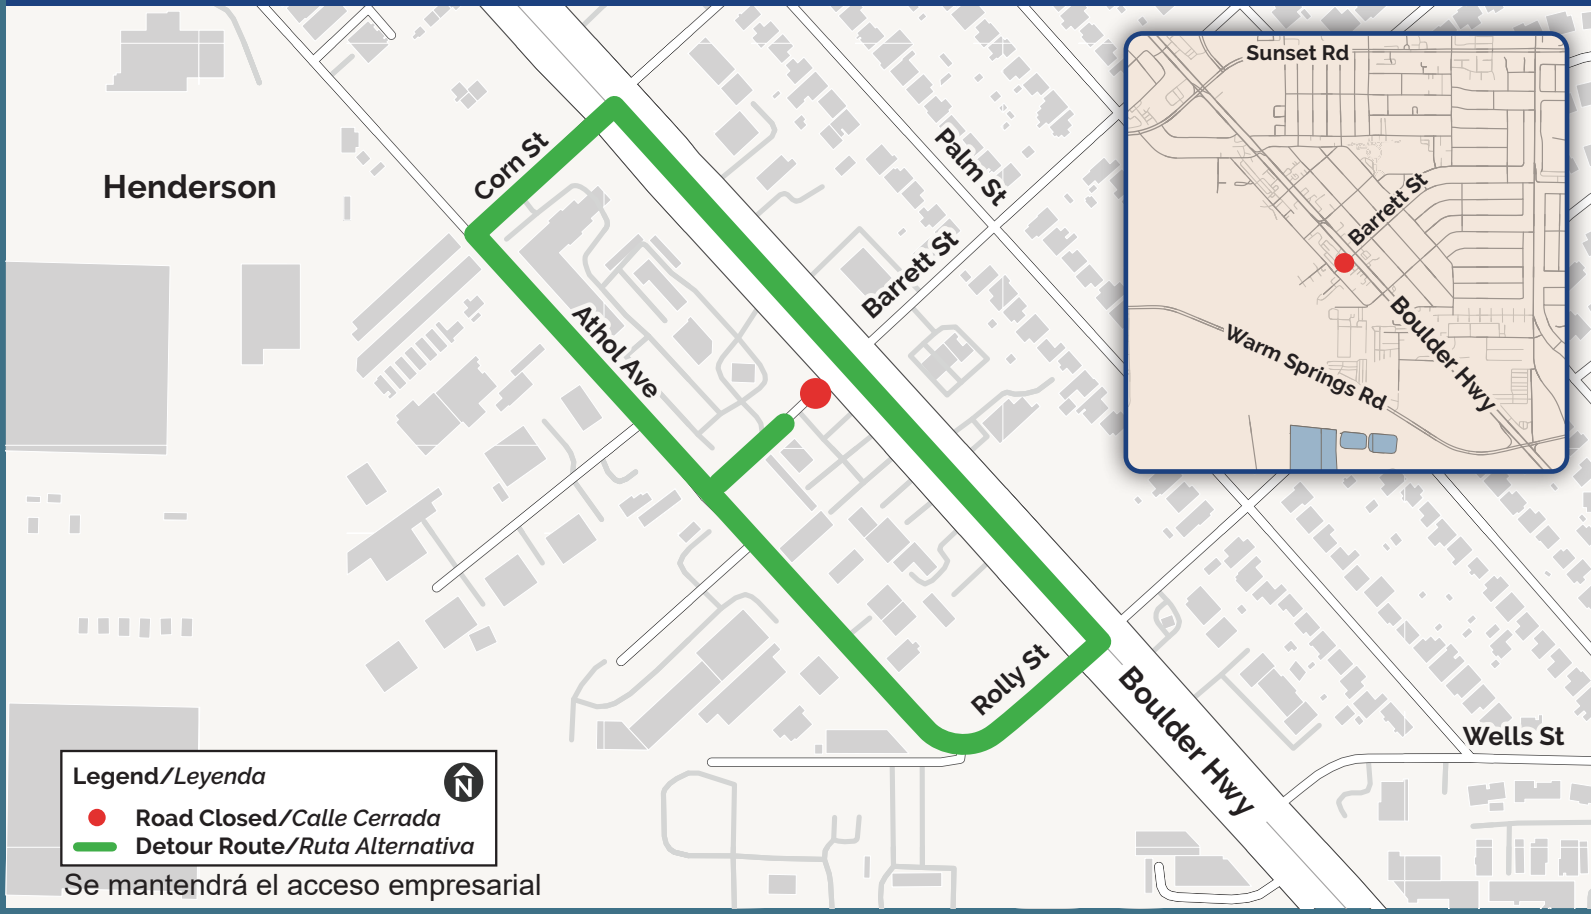 Henderson
Corn St
Athol Ave
Palm St
Barrett St
Rolly St
Boulder Hwy
Wells St
Sunset Rd
Barrett St
Boulder Hwy
Warm Springs Rd
Legend/Leyenda
N
Road Closed/Calle Cerrada
Detour Route/Ruta Alternativa
Se mantendrá el acceso empresarial